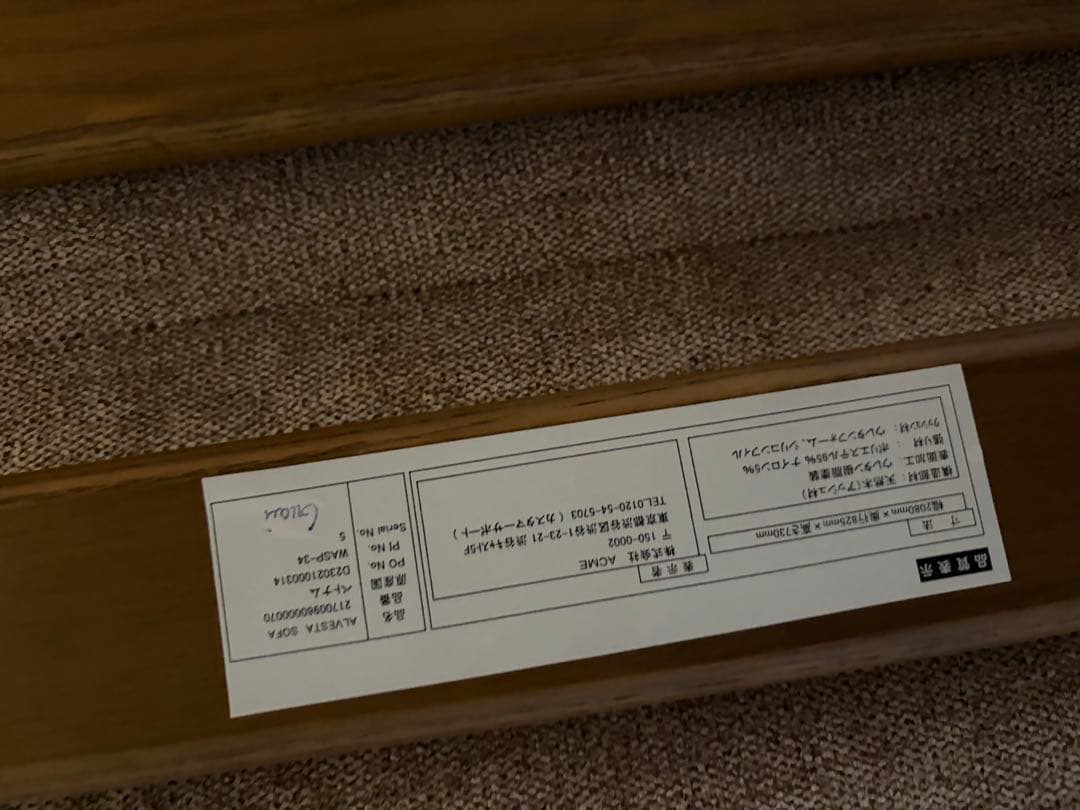 品質表示
寸 法
幅2080mm×奥行825mm×高さ730mm
構造部材: 天然木(アッシュ材)
表面加工: ウレタン樹脂塗装
張り材 : ポリエステル95% ナイロン5%
クッション材: ウレタンフォーム、シリコンフィル
表 示 者
株式会社 ACME
〒150-0002
東京都渋谷区渋谷1-23-21 渋谷キャスト5F
TEL.0120-54-5703 (カスタマーサポート)
品名 ALVESTA SOFA
品番 2170096000070
原産国 ベトナム
PO No. D23021000314
PI No. WASP-34
Serial No. 5